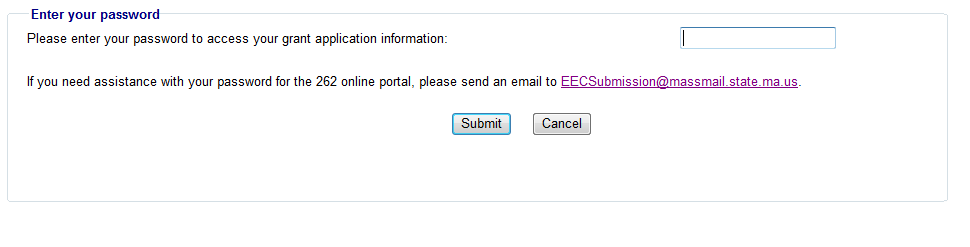 Enter your password
Please enter your password to access your grant application information:
If you need assistance with your password for the 262 online portal, please send an email to EECSubmission@massmail.state.ma.us.
Submit Cancel